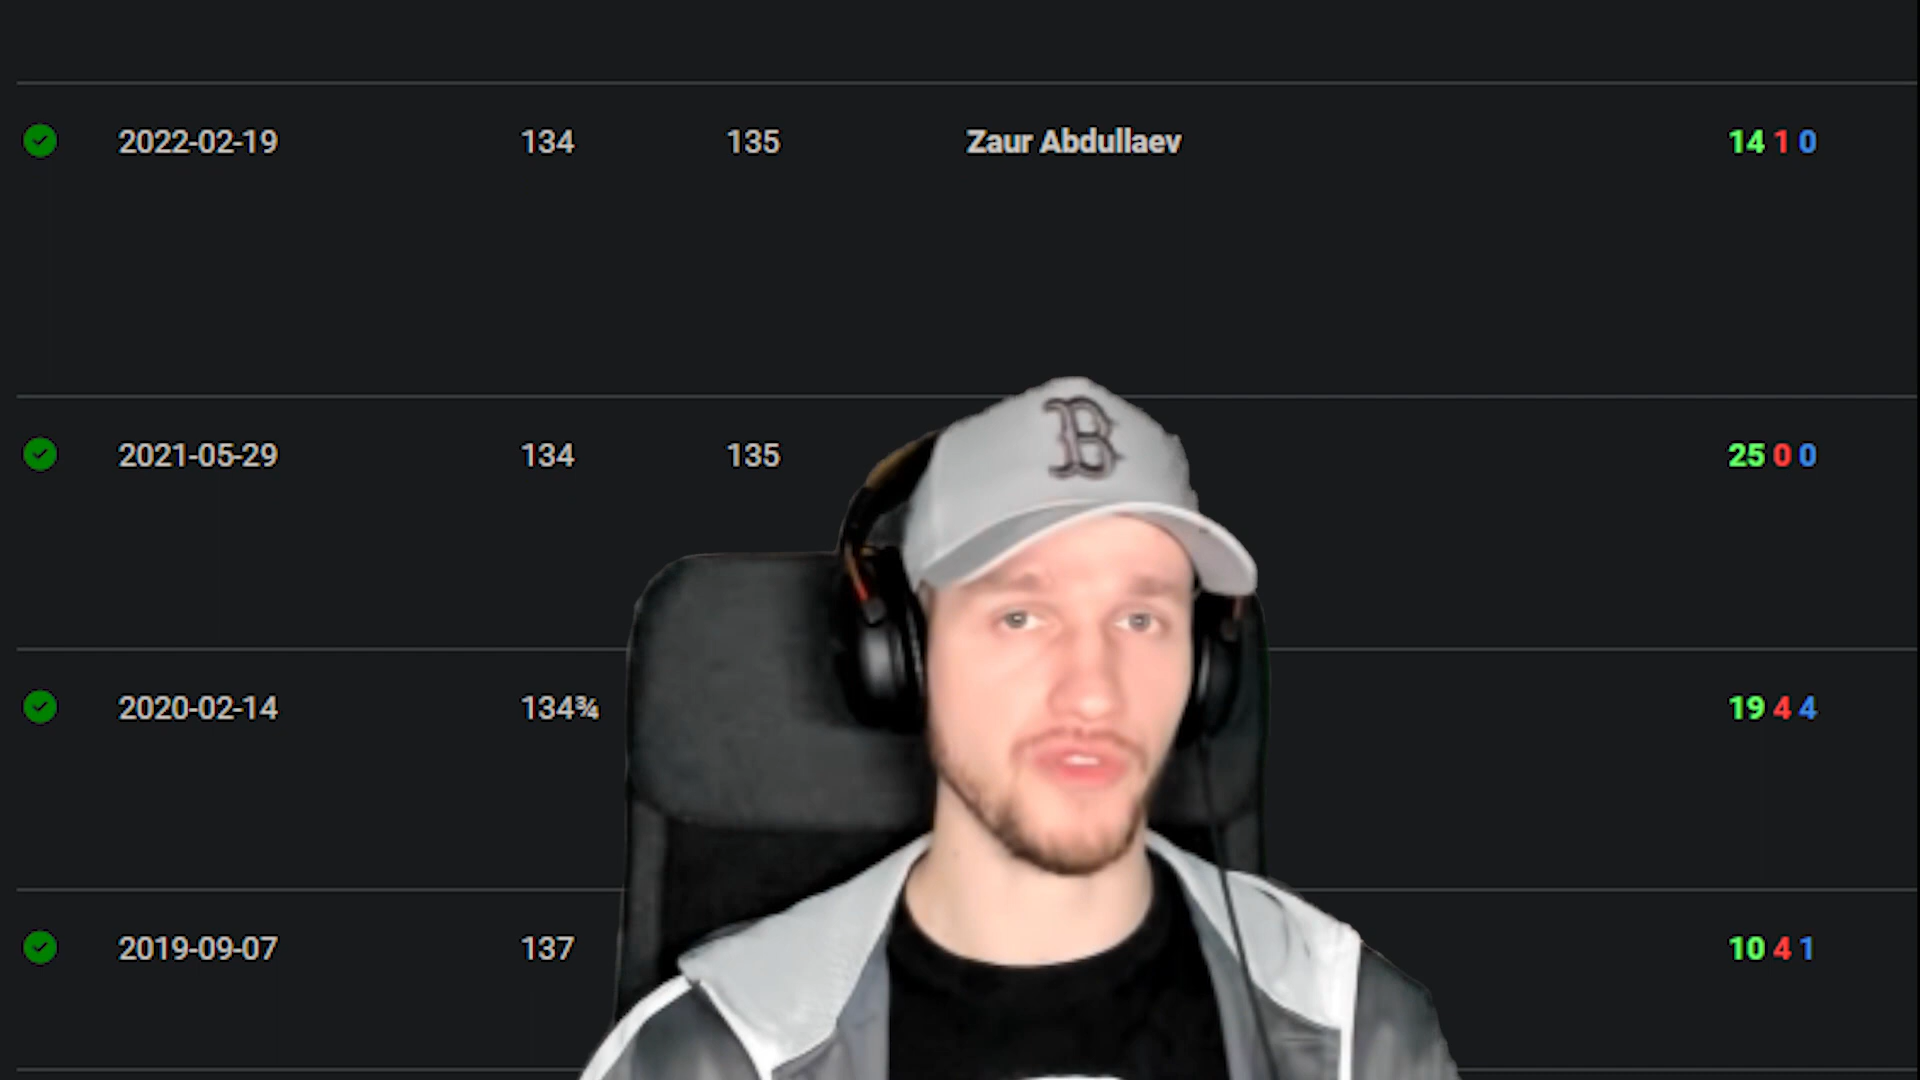 2022-02-19 134 135 Zaur Abdullaev 14 1 0
2021-05-29 134 135 25 0 0
B
2020-02-14 134¾ 19 4 4
2019-09-07 137 10 4 1